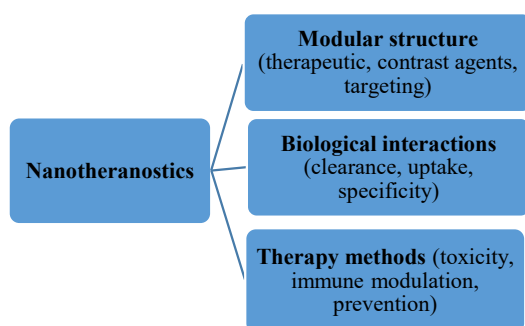 Modular structure
(therapeutic, contrast agents,
targeting)
Nanotheranostics
Biological interactions
(clearance, uptake,
specificity)
Therapy methods (toxicity,
immune modulation,
prevention)